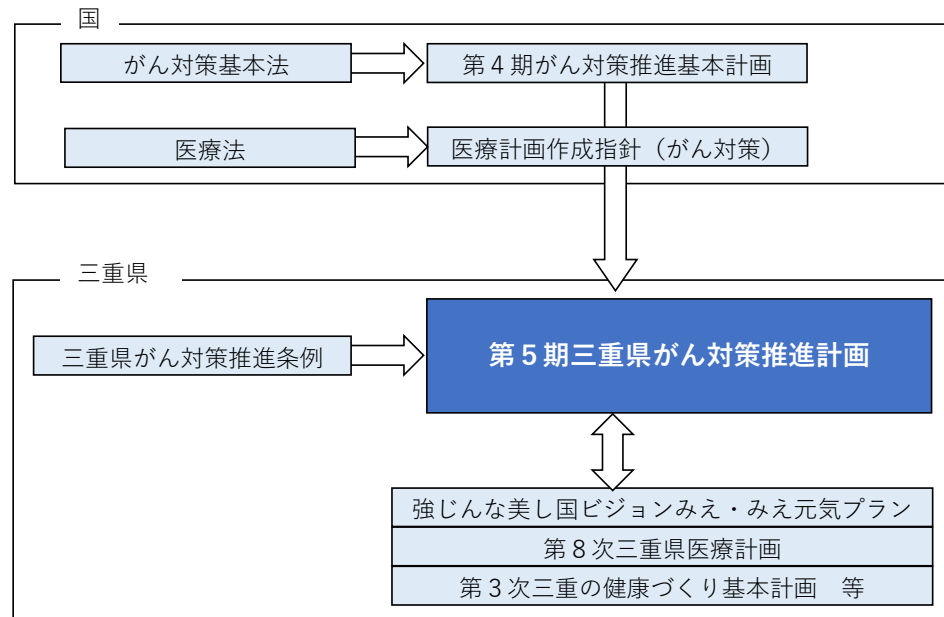 国
がん対策基本法
第4期がん対策推進基本計画
医療法
医療計画作成指針（がん対策）
三重県
三重県がん対策推進条例
第5期三重県がん対策推進計画
強じんな美し国ビジョンみえ・みえ元気プラン
第8次三重県医療計画
第3次三重の健康づくり基本計画　等